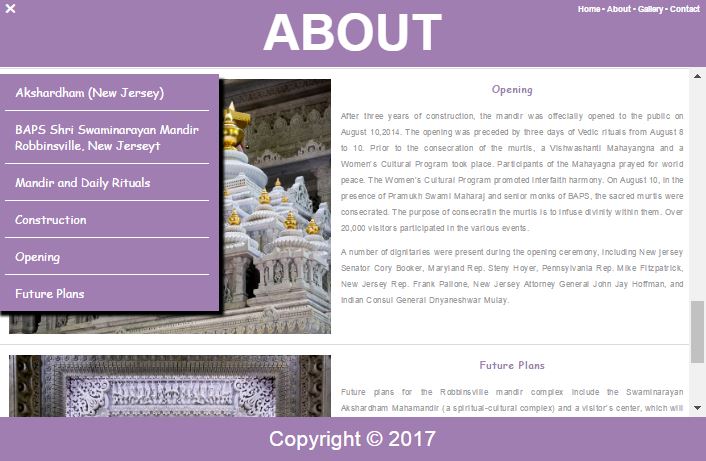 ×
Home - About - Gallery - Contact
ABOUT
Akshardham (New Jersey)
BAPS Shri Swaminarayan Mandir
Robbinsville, New Jerseyt
Mandir and Daily Rituals
Construction
Opening
Future Plans
Opening
After three years of construction, the mandir was offecially opened to the public on
August 10,2014. The opening was preceded by three days of Vedic rituals from August 8
to 10. Prior to the consecration of the murtis, a Vishwashanti Mahayangna and a
Women's Cultural Program took place. Participants of the Mahayagna prayed for world
peace. The Women's Cultural Program promoted interfaith harmony. On August 10, in the
presence of Pramukh Swami Maharaj and senior monks of BAPS, the sacred murtis were
consecrated. The purpose of consecratin the murtis is to infuse divinity within them. Over
20,000 visitors participated in the various events.
A number of dignitaries were present during the opening ceremony, including New jersey
Senator Cory Booker, Maryland Rep. Steny Hoyer, Pennsylvania Rep. Mike Fitzpatrick,
New Jersey Rep. Frank Pallone, New Jersey Attorney General John Jay Hoffman, and
Indian Consul General Dnyaneshwar Mulay.
Future Plans
Future plans for the Robbinsville mandir complex include the Swaminarayan
Akshardham Mahamandir (a spiritual-cultural complex) and a visitor's center, which will
Copyright © 2017